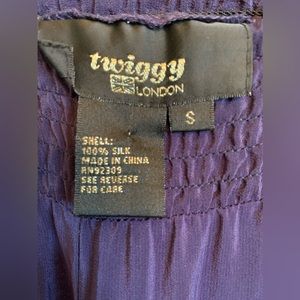 twiggy
LONDON
S
SHELL:
100% SILK
MADE IN CHINA
RN92309
SEE REVERSE
FOR CARE